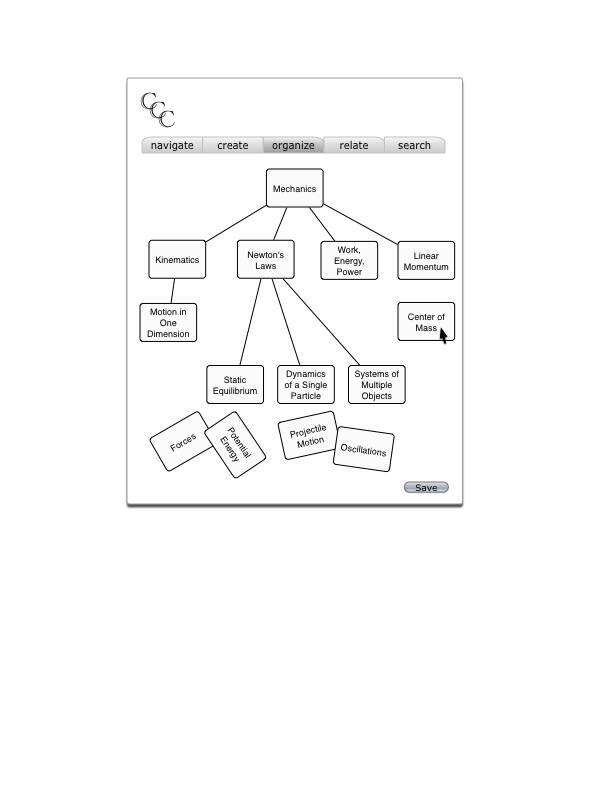 CCC
navigate create organize relate search
Mechanics
Kinematics
Newton's
Laws
Work,
Energy,
Power
Linear
Momentum
Motion in
One
Dimension
Center of
Mass
Static
Equilibrium
Dynamics
of a Single
Particle
Systems of
Multiple
Objects
Forces
Potential
Energy
Projectile
Motion
Oscillations
Save